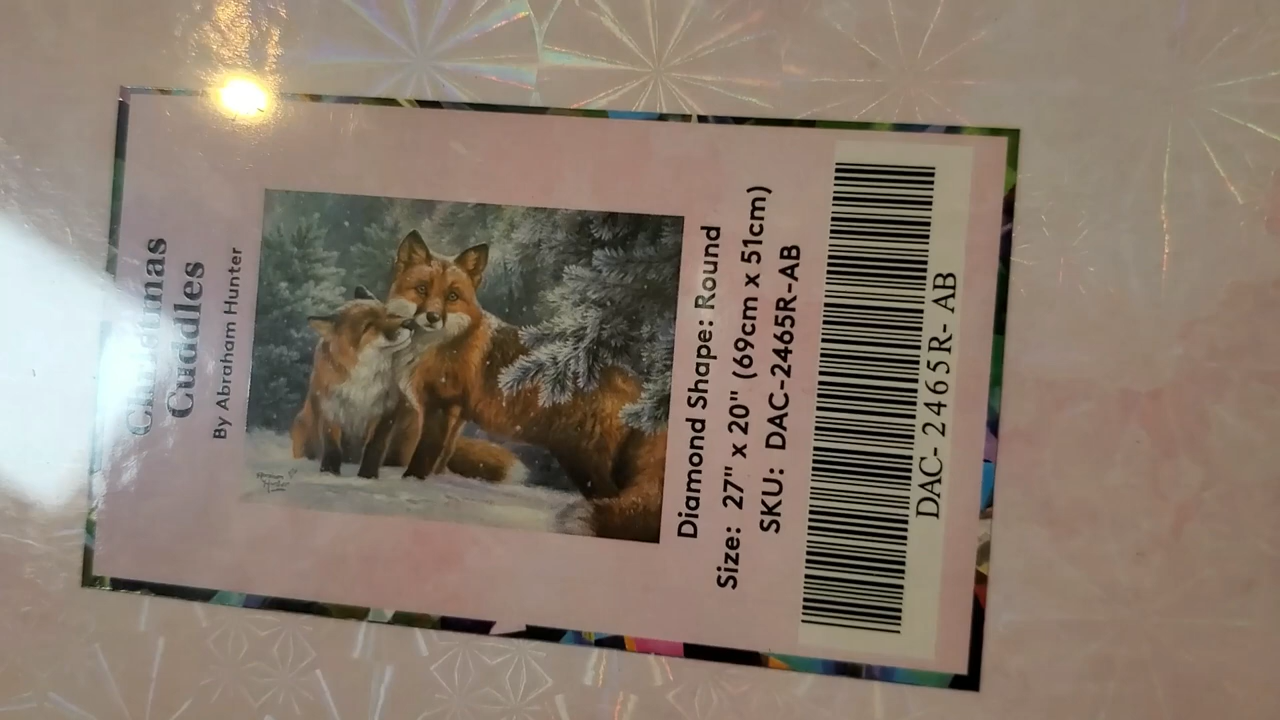 Christmas
Cuddles
By Abraham Hunter
Diamond Shape: Round
Size: 27" x 20" (69cm x 51cm)
SKU: DAC-2465R-AB
DAC- 2465R- AB